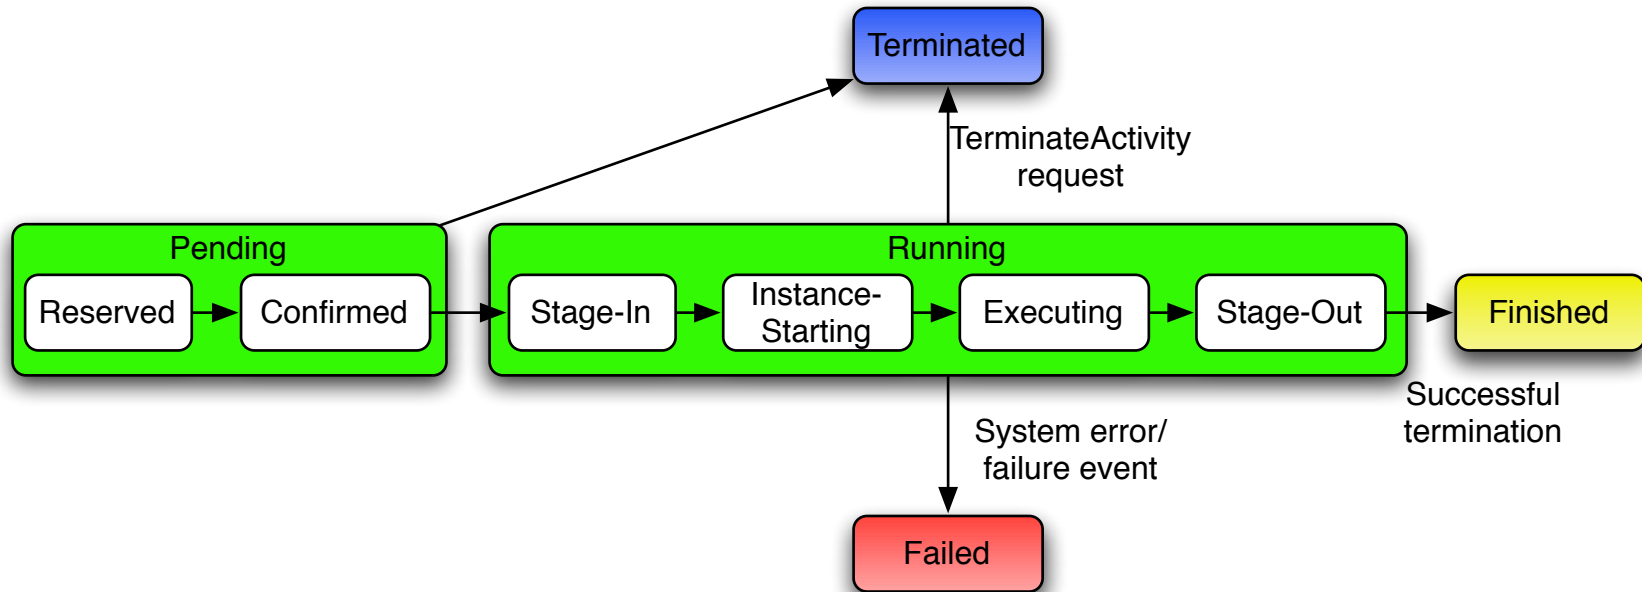 Terminated
TerminateActivity
request
Pending
Running
Reserved
Confirmed
Stage-In
Instance-
Starting
Executing
Stage-Out
Finished
Successful
termination
System error/
failure event
Failed